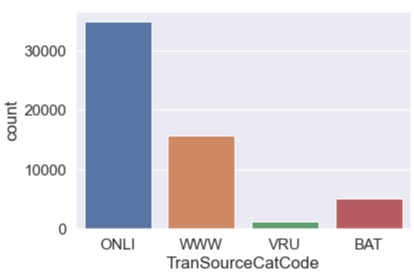 30000
20000
10000
0
count
ONLI WWW VRU BAT
TranSourceCatCode